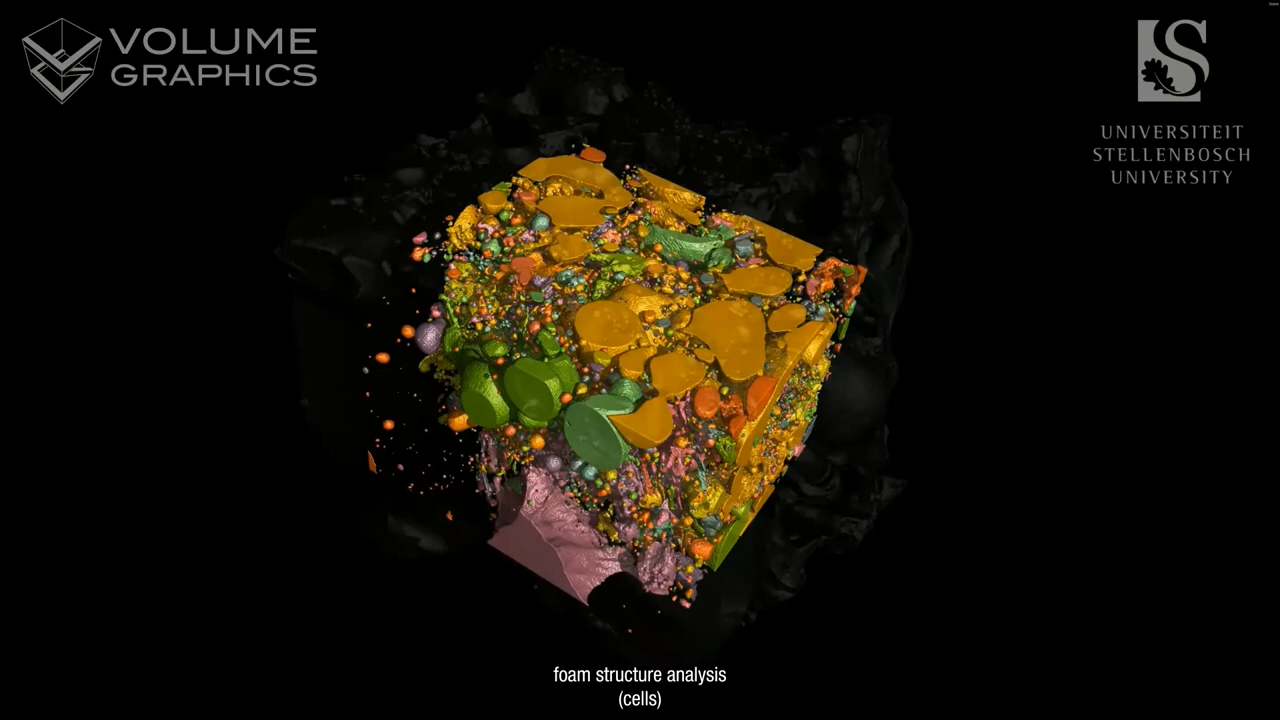 VOLUME
GRAPHICS
UNIVERSITEIT
STELLENBOSCH
UNIVERSITY
foam structure analysis
(cells)